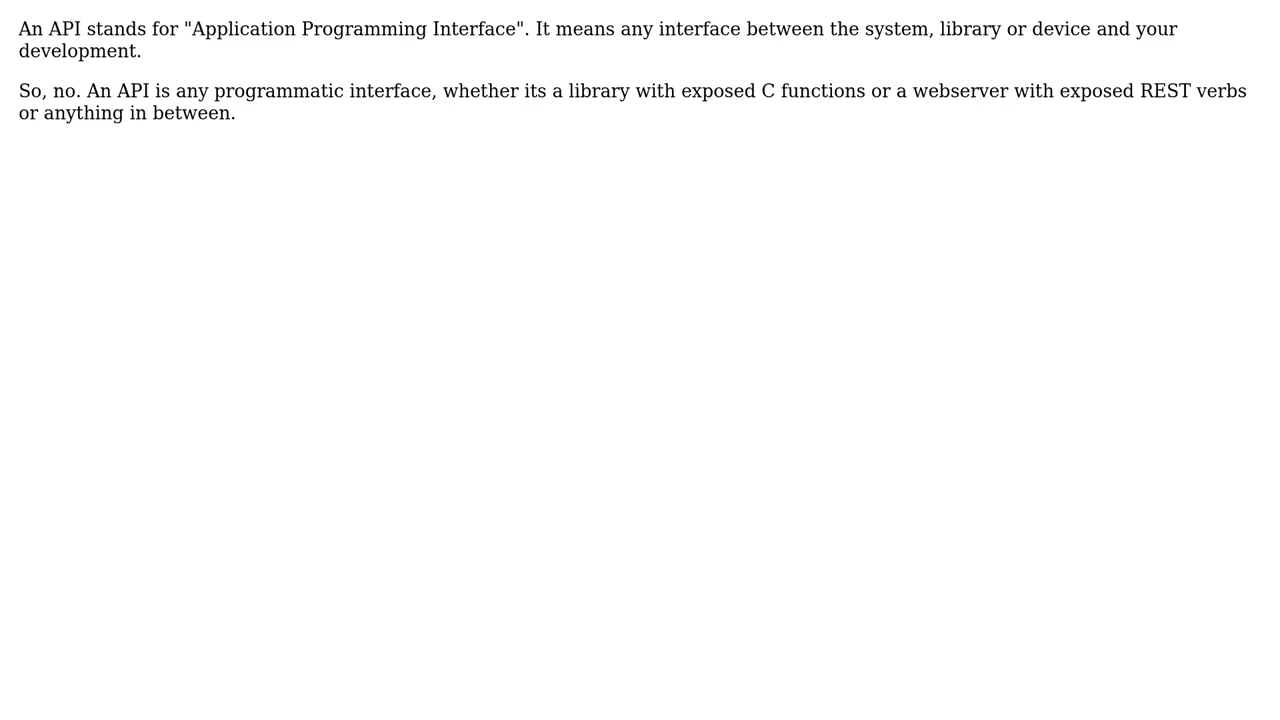 An API stands for "Application Programming Interface". It means any interface between the system, library or device and your
development.
So, no. An API is any programmatic interface, whether its a library with exposed C functions or a webserver with exposed REST verbs
or anything in between.